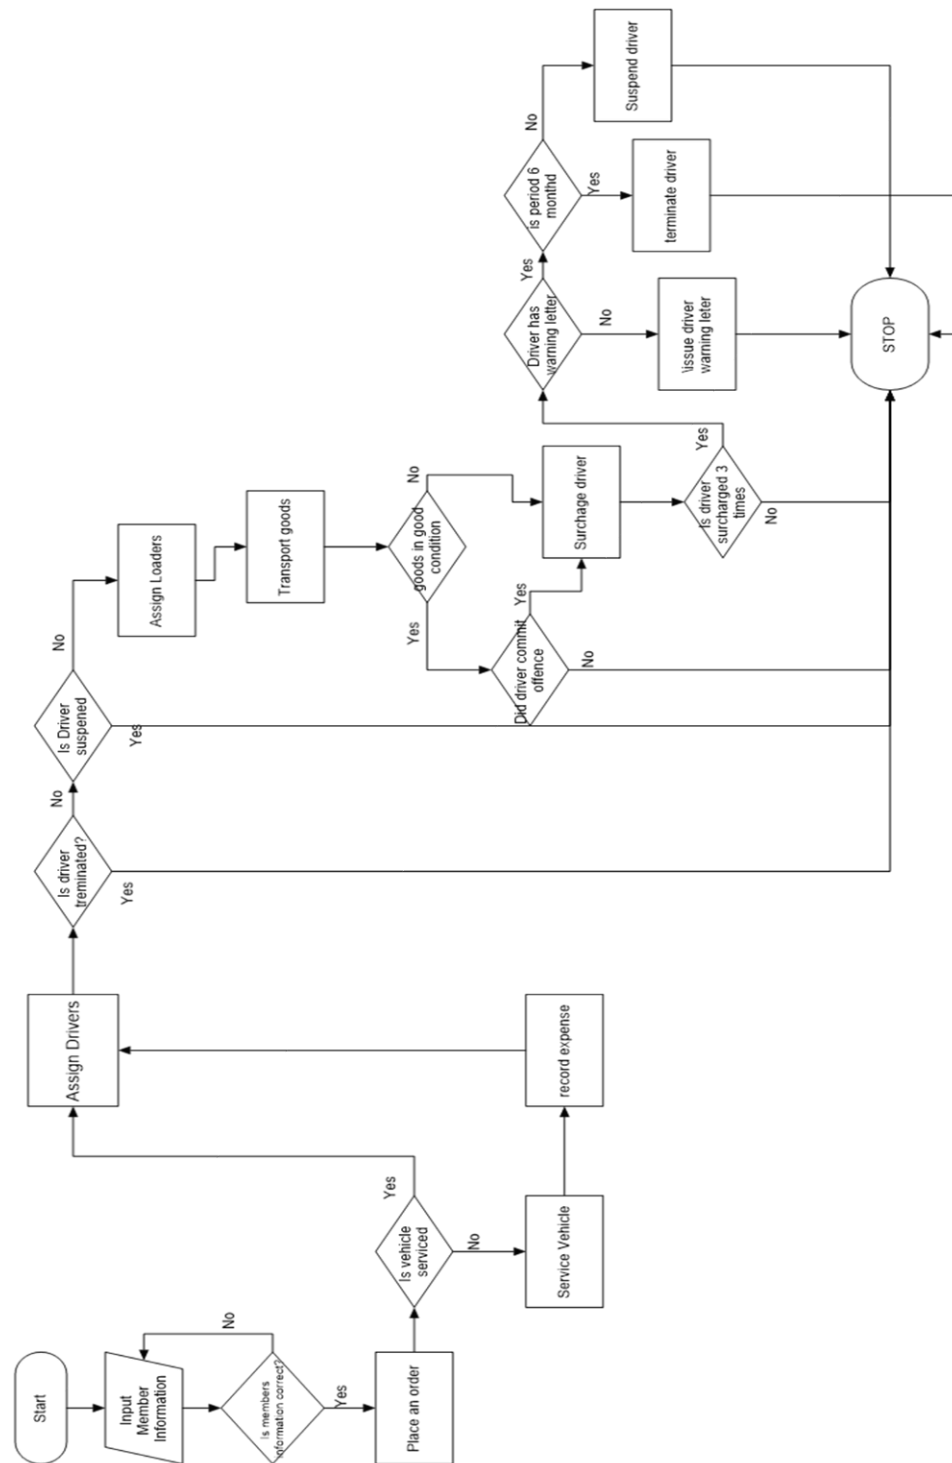 Start
Input
Member
Information
Is members
information correct?
No
Yes
Place an order
Is vehicle
serviced
Yes
No
Service Vehicle
record expense
Assign Drivers
Is driver
treminated?
No
Yes
Is Driver
suspened
No
Yes
Assign Loaders
Transport goods
goods in good
condition
No
Yes
Did driver commit
offence
Yes
No
Surchage driver
Is driver
surcharged 3
times
Yes
No
Driver has
warning letter
Yes
No
\issue driver
warning leter
is period 6
monthd
No
Yes
terminate driver
Suspend driver
STOP